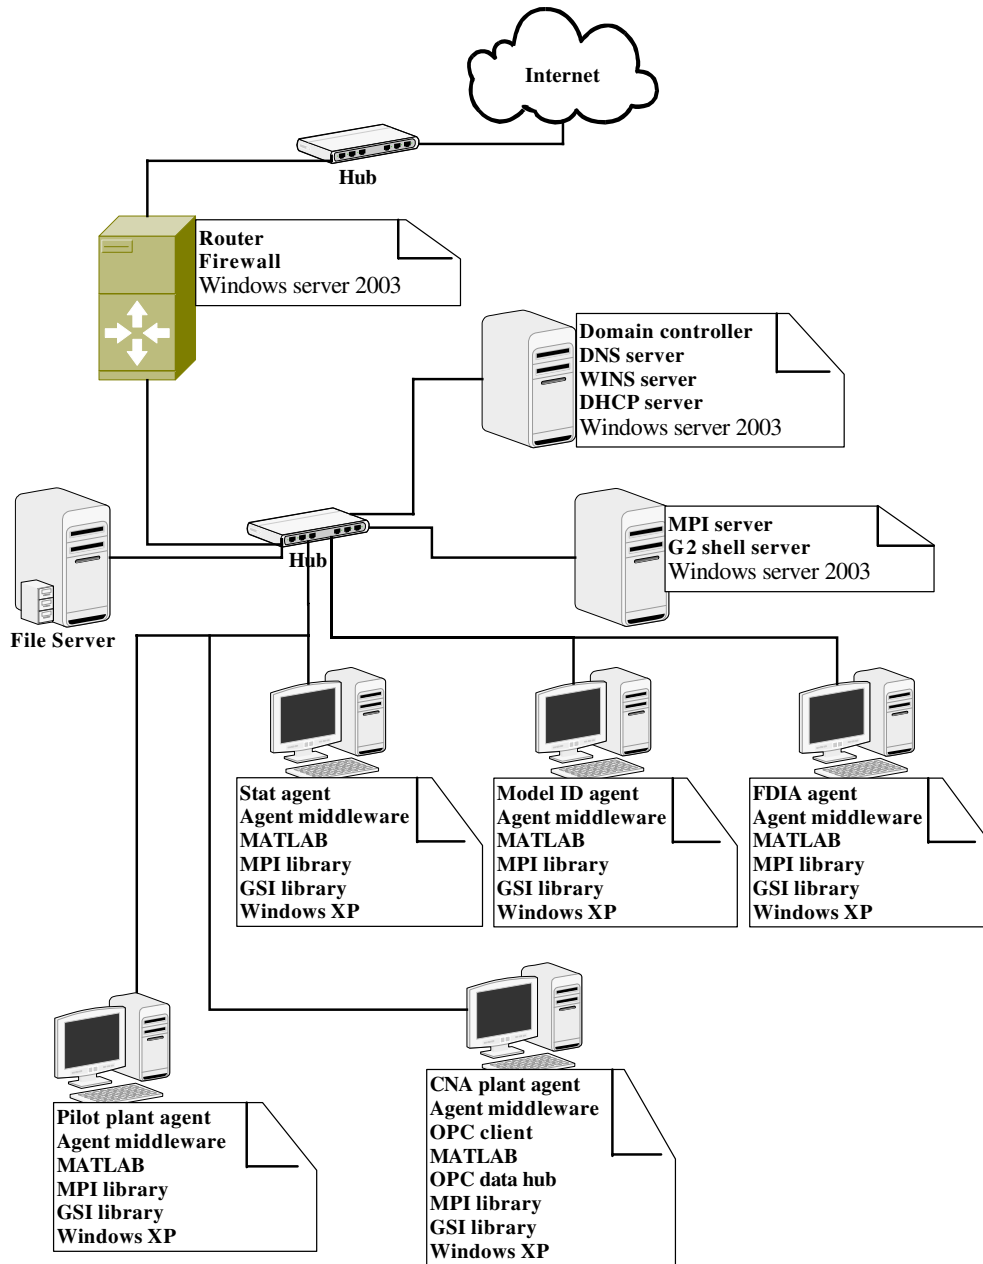 Internet
Hub
Router
Firewall
Windows server 2003
Domain controller
DNS server
WINS server
DHCP server
Windows server 2003
MPI server
G2 shell server
Windows server 2003
Hub
File Server
Stat agent
Agent middleware
MATLAB
MPI library
GSI library
Windows XP
Model ID agent
Agent middleware
MATLAB
MPI library
GSI library
Windows XP
FDIA agent
Agent middleware
MATLAB
MPI library
GSI library
Windows XP
Pilot plant agent
Agent middleware
MATLAB
MPI library
GSI library
Windows XP
CNA plant agent
Agent middleware
OPC client
MATLAB
OPC data hub
MPI library
GSI library
Windows XP